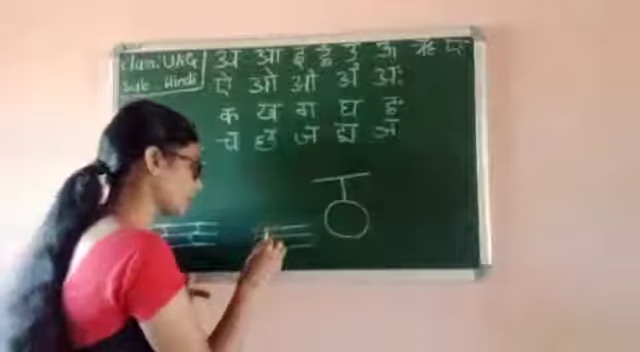 Class: UKG
Sub: Hindi
अ आ इ ई उ ऊ ऋ ए
ऐ ओ औ अं अः
क ख ग घ ङ
च छ ज झ ञ
ट